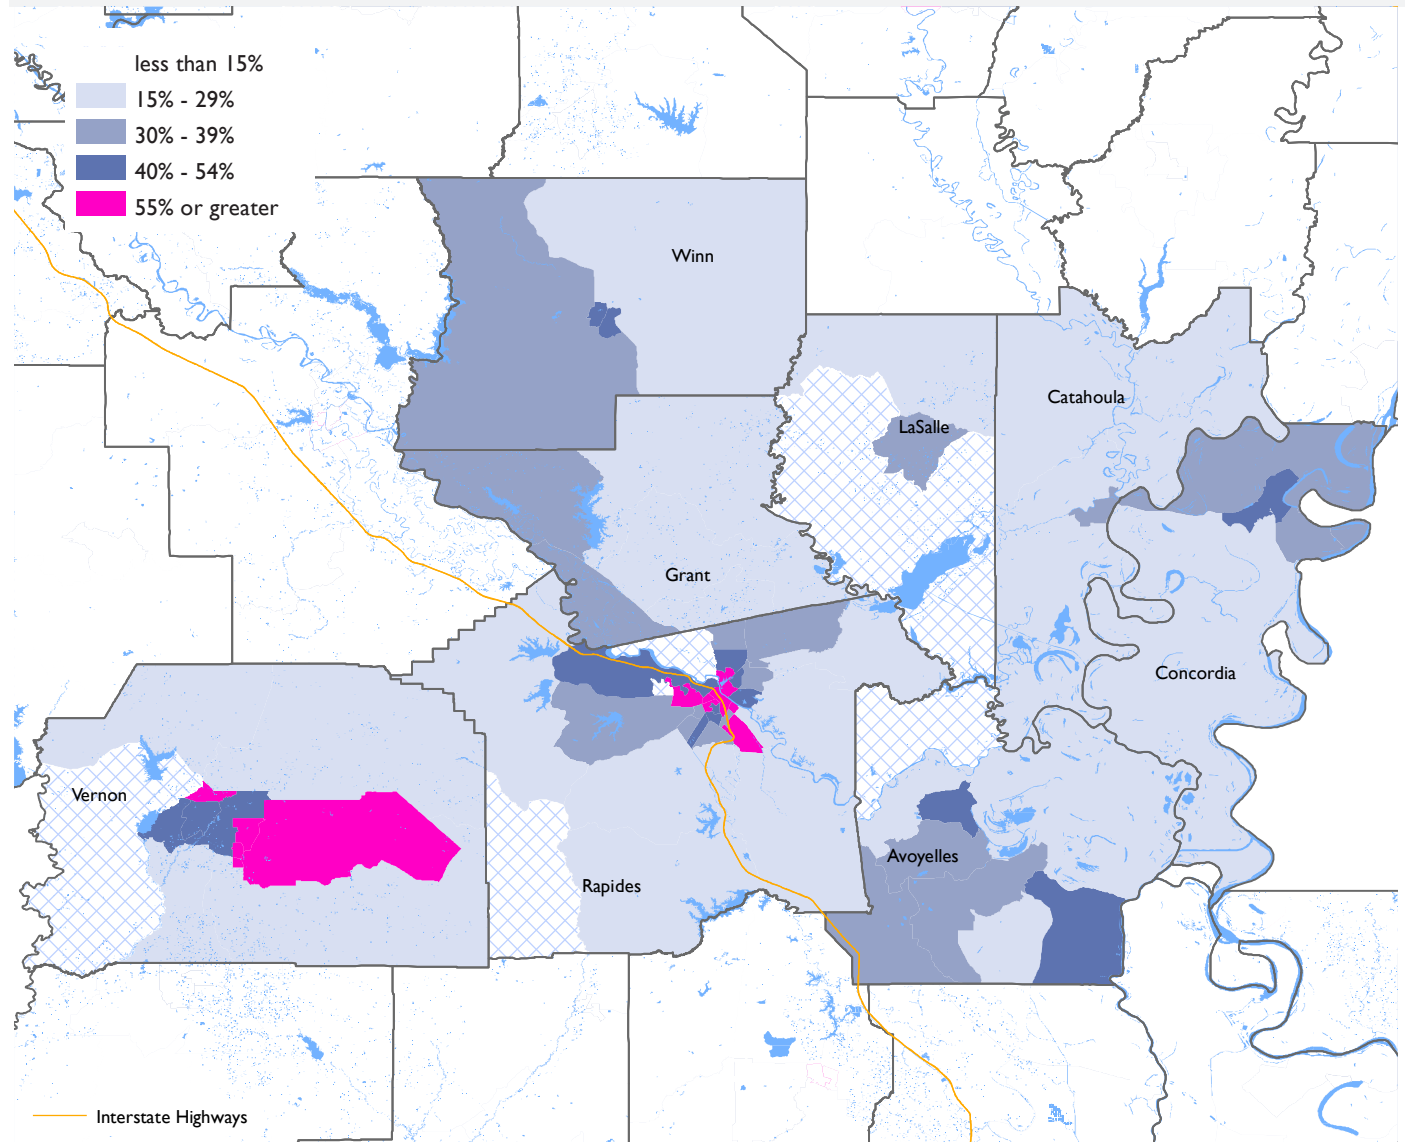 less than 15%
15% - 29%
30% - 39%
40% - 54%
55% or greater
Winn
Catahoula
LaSalle
Grant
Concordia
Vernon
Avoyelles
Rapides
Interstate Highways